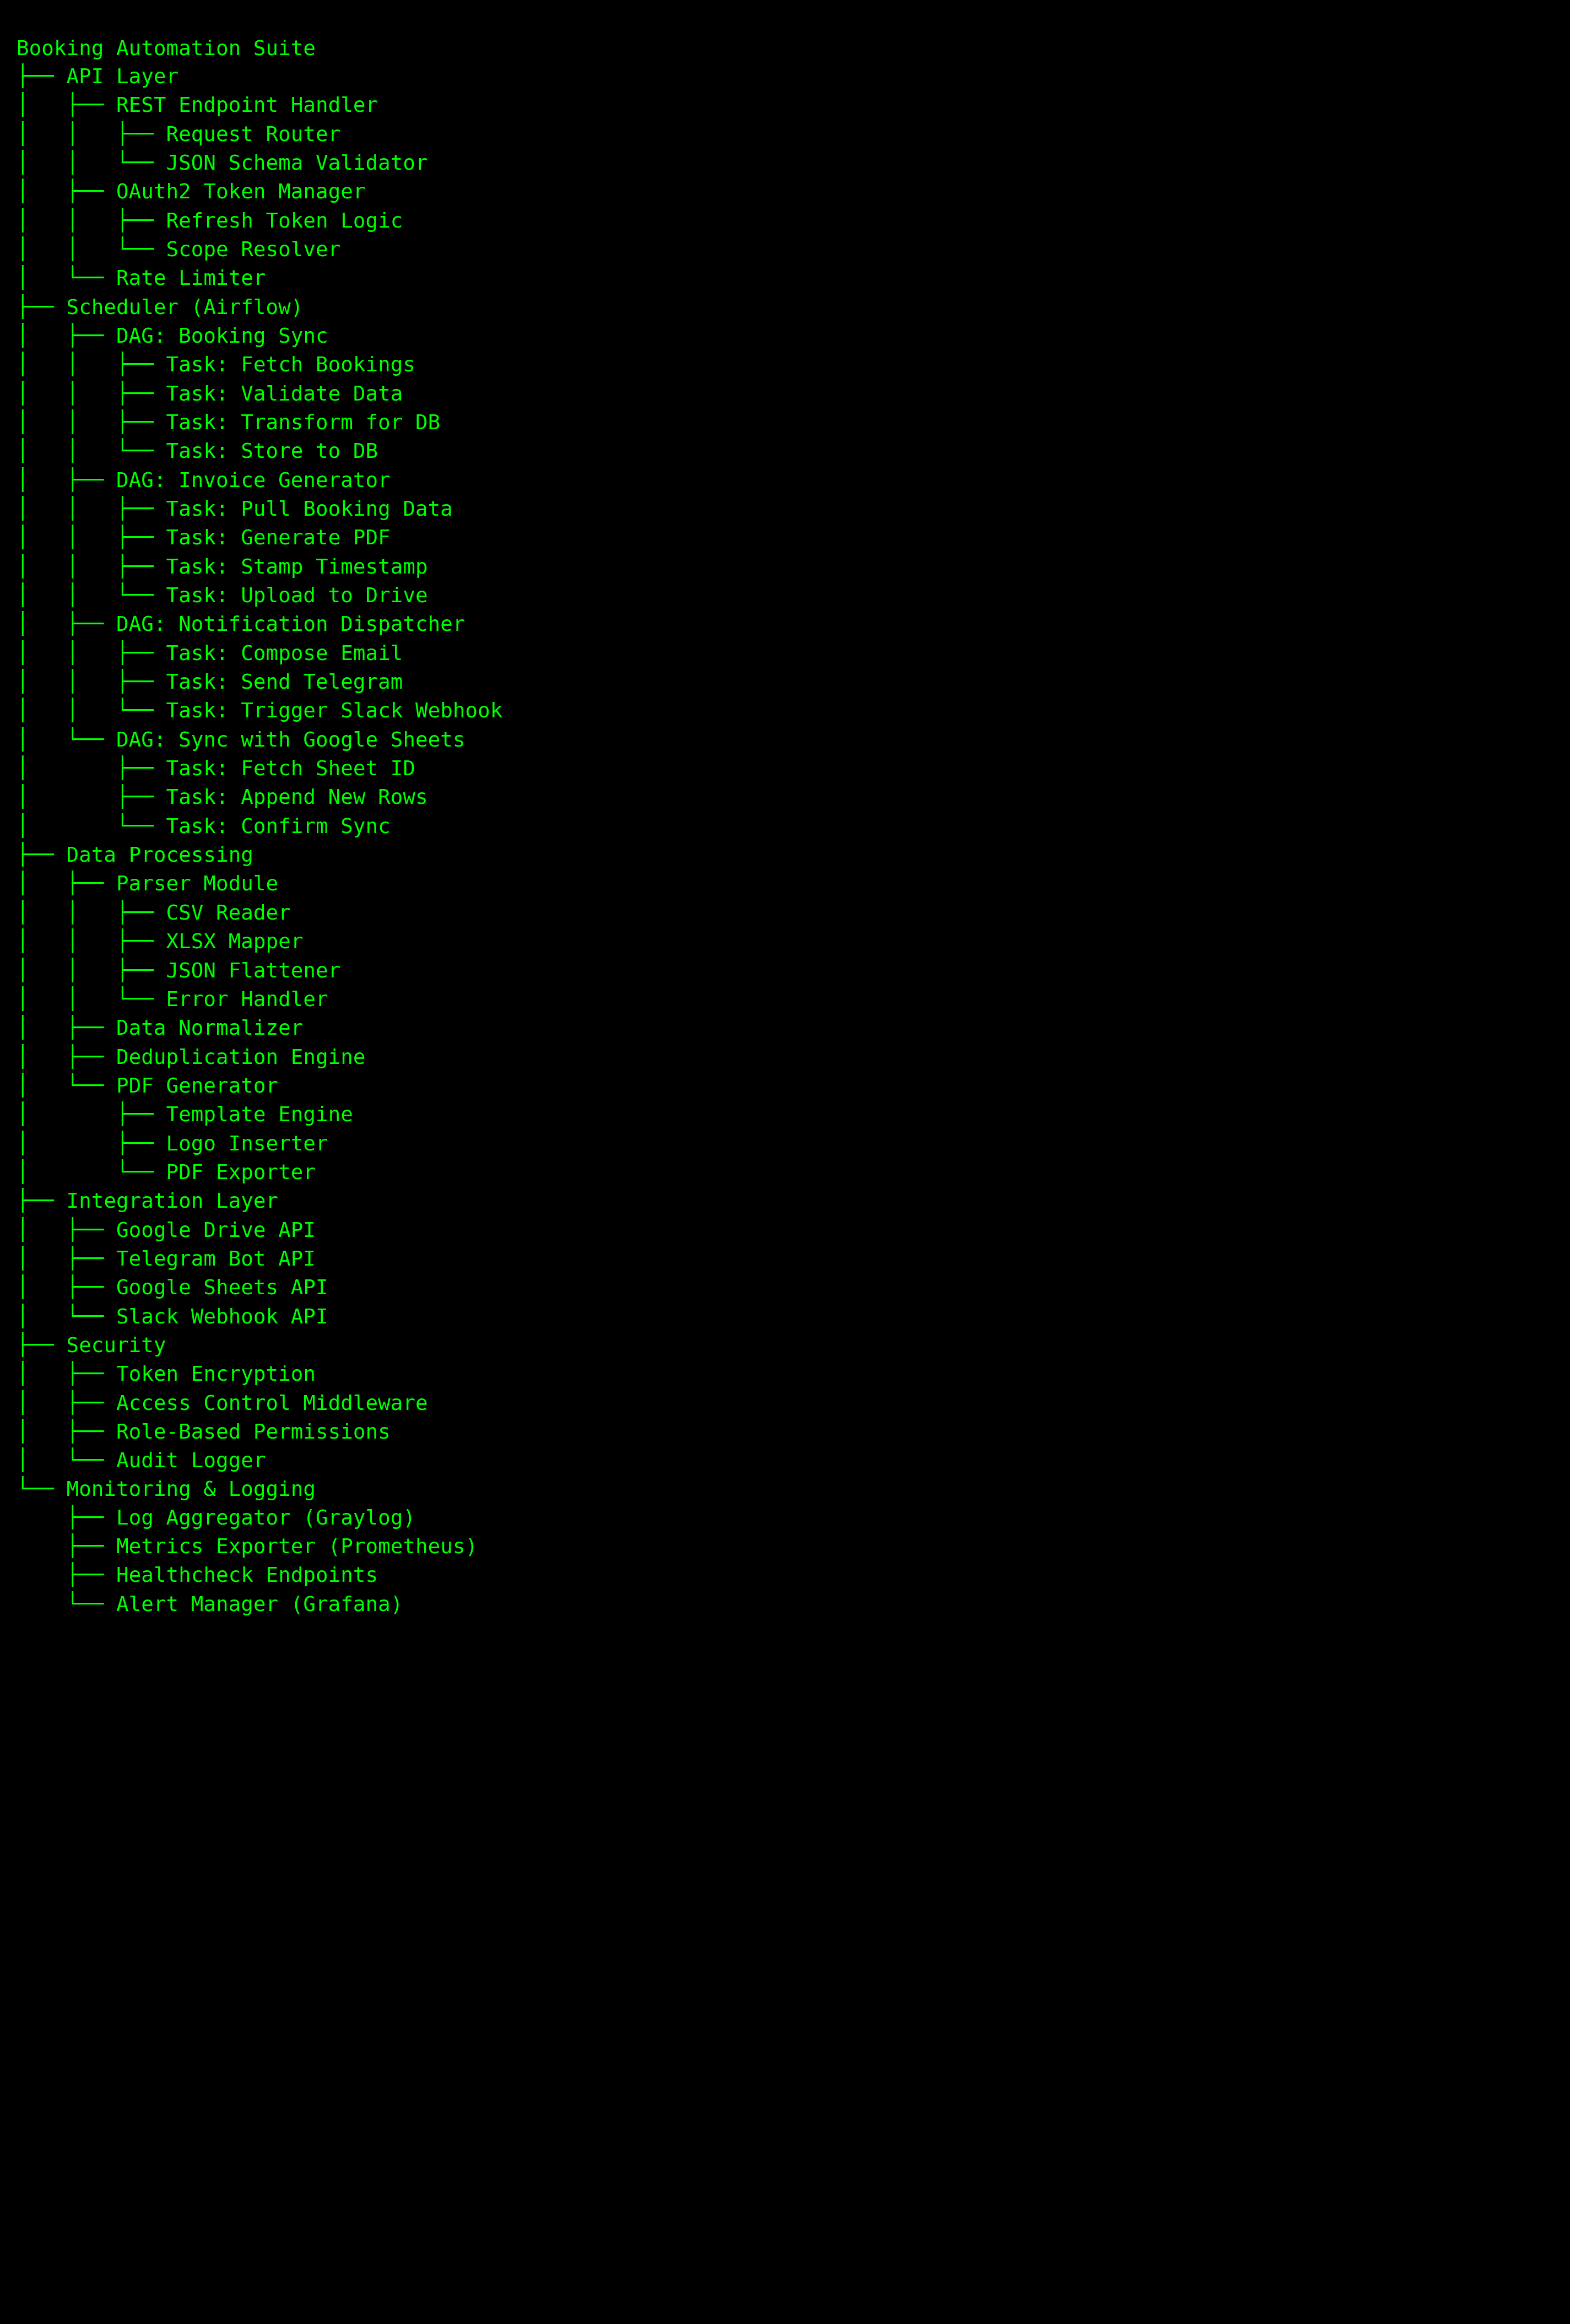 Booking Automation Suite
├── API Layer
│   ├── REST Endpoint Handler
│   │   ├── Request Router
│   │   └── JSON Schema Validator
│   ├── OAuth2 Token Manager
│   │   ├── Refresh Token Logic
│   │   └── Scope Resolver
│   └── Rate Limiter
├── Scheduler (Airflow)
│   ├── DAG: Booking Sync
│   │   ├── Task: Fetch Bookings
│   │   ├── Task: Validate Data
│   │   ├── Task: Transform for DB
│   │   └── Task: Store to DB
│   ├── DAG: Invoice Generator
│   │   ├── Task: Pull Booking Data
│   │   ├── Task: Generate PDF
│   │   ├── Task: Stamp Timestamp
│   │   └── Task: Upload to Drive
│   ├── DAG: Notification Dispatcher
│   │   ├── Task: Compose Email
│   │   ├── Task: Send Telegram
│   │   └── Task: Trigger Slack Webhook
│   └── DAG: Sync with Google Sheets
│       ├── Task: Fetch Sheet ID
│       ├── Task: Append New Rows
│       └── Task: Confirm Sync
├── Data Processing
│   ├── Parser Module
│   │   ├── CSV Reader
│   │   ├── XLSX Mapper
│   │   ├── JSON Flattener
│   │   └── Error Handler
│   ├── Data Normalizer
│   ├── Deduplication Engine
│   └── PDF Generator
│       ├── Template Engine
│       ├── Logo Inserter
│       └── PDF Exporter
├── Integration Layer
│   ├── Google Drive API
│   ├── Telegram Bot API
│   ├── Google Sheets API
│   └── Slack Webhook API
├── Security
│   ├── Token Encryption
│   ├── Access Control Middleware
│   ├── Role-Based Permissions
│   └── Audit Logger
└── Monitoring & Logging
    ├── Log Aggregator (Graylog)
    ├── Metrics Exporter (Prometheus)
    ├── Healthcheck Endpoints
    └── Alert Manager (Grafana)